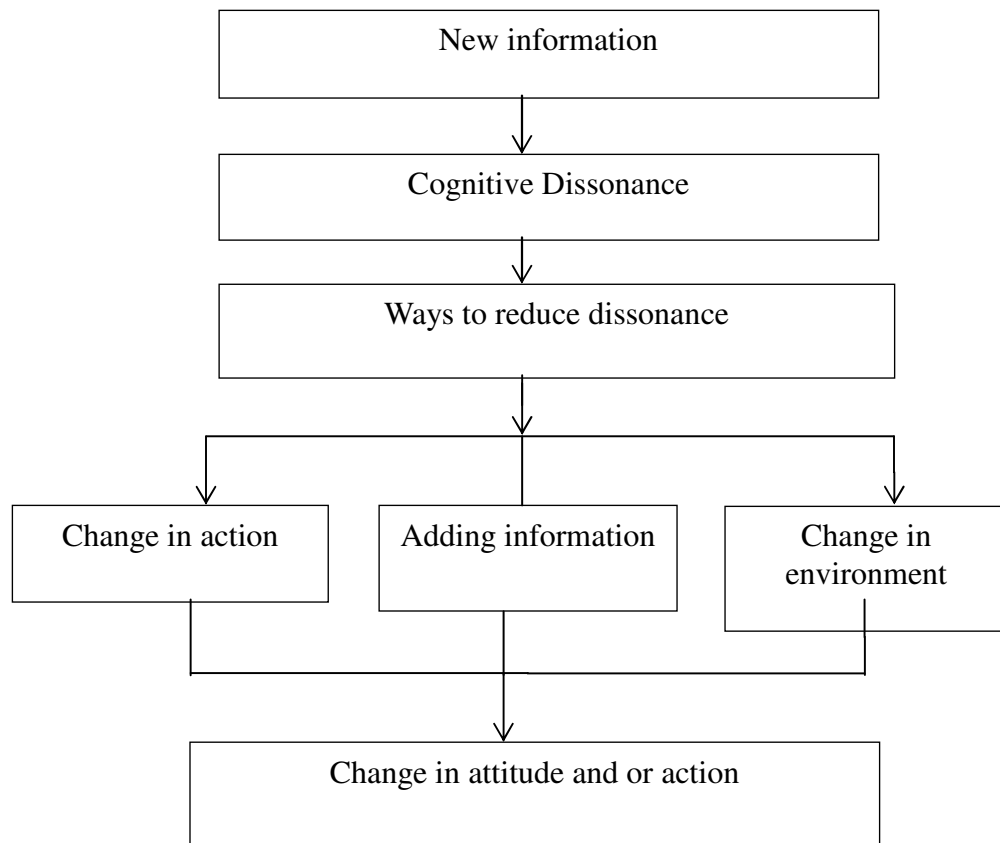 New information
Cognitive Dissonance
Ways to reduce dissonance
Change in action
Adding information
Change in
environment
Change in attitude and or action